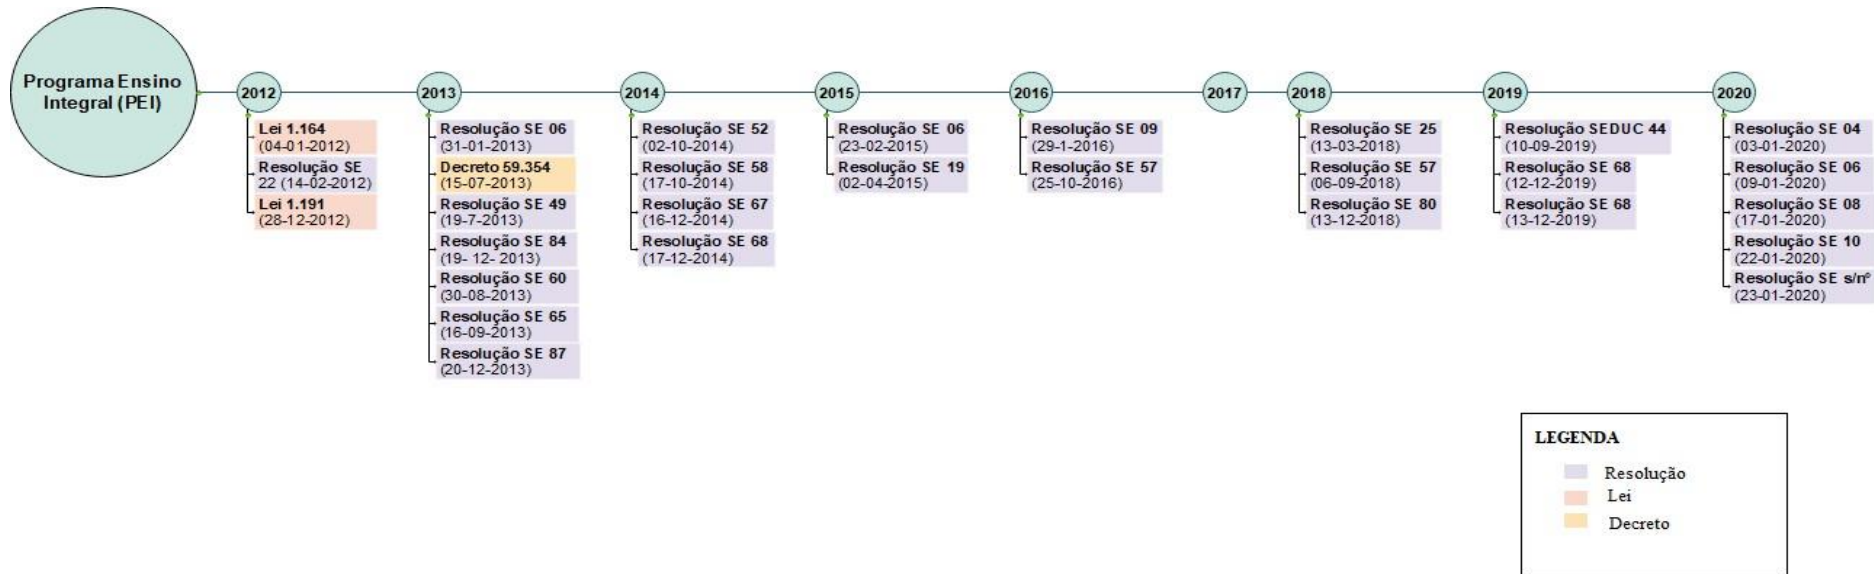 Programa Ensino
Integral (PEI)
2012
Lei 1.164
(04-01-2012)
Resolução SE
22 (14-02-2012)
Lei 1.191
(28-12-2012)
2013
Resolução SE 06
(31-01-2013)
Decreto 59.354
(15-07-2013)
Resolução SE 49
(19-7-2013)
Resolução SE 84
(19- 12- 2013)
Resolução SE 60
(30-08-2013)
Resolução SE 65
(16-09-2013)
Resolução SE 87
(20-12-2013)
2014
Resolução SE 52
(02-10-2014)
Resolução SE 58
(17-10-2014)
Resolução SE 67
(16-12-2014)
Resolução SE 68
(17-12-2014)
2015
Resolução SE 06
(23-02-2015)
Resolução SE 19
(02-04-2015)
2016
Resolução SE 09
(29-1-2016)
Resolução SE 57
(25-10-2016)
2017
2018
Resolução SE 25
(13-03-2018)
Resolução SE 57
(06-09-2018)
Resolução SE 80
(13-12-2018)
2019
Resolução SEDUC 44
(10-09-2019)
Resolução SE 68
(12-12-2019)
Resolução SE 68
(13-12-2019)
2020
Resolução SE 04
(03-01-2020)
Resolução SE 06
(09-01-2020)
Resolução SE 08
(17-01-2020)
Resolução SE 10
(22-01-2020)
Resolução SE s/nº
(23-01-2020)
LEGENDA
Resolução
Lei
Decreto